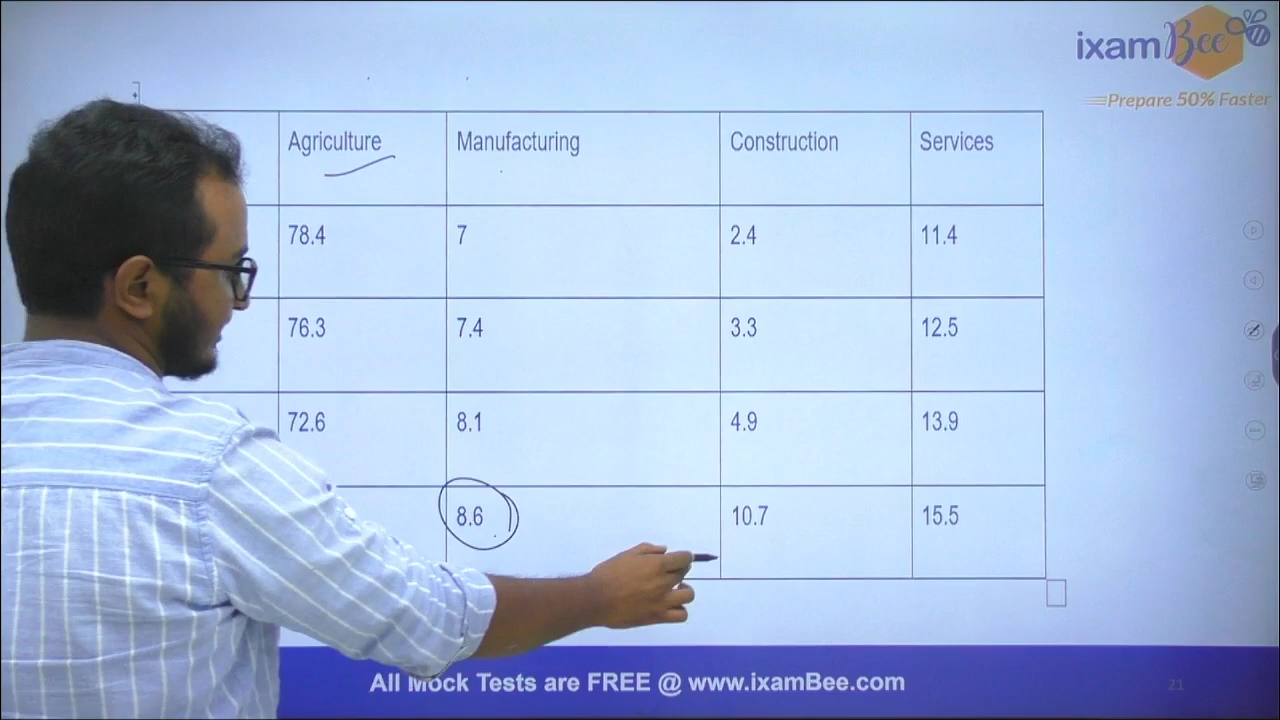 ixamBee
Prepare 50% Faster
Agriculture Manufacturing Construction Services
78.4 7 2.4 11.4
76.3 7.4 3.3 12.5
72.6 8.1 4.9 13.9
8.6 10.7 15.5
All Mock Tests are FREE @ www.ixamBee.com
21